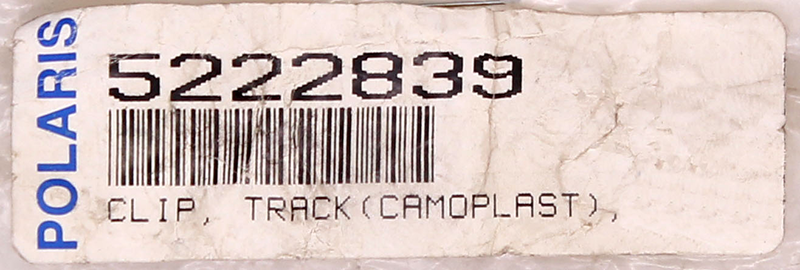 POLARIS
5222839
CLIP, TRACK(CAMOPLAST),